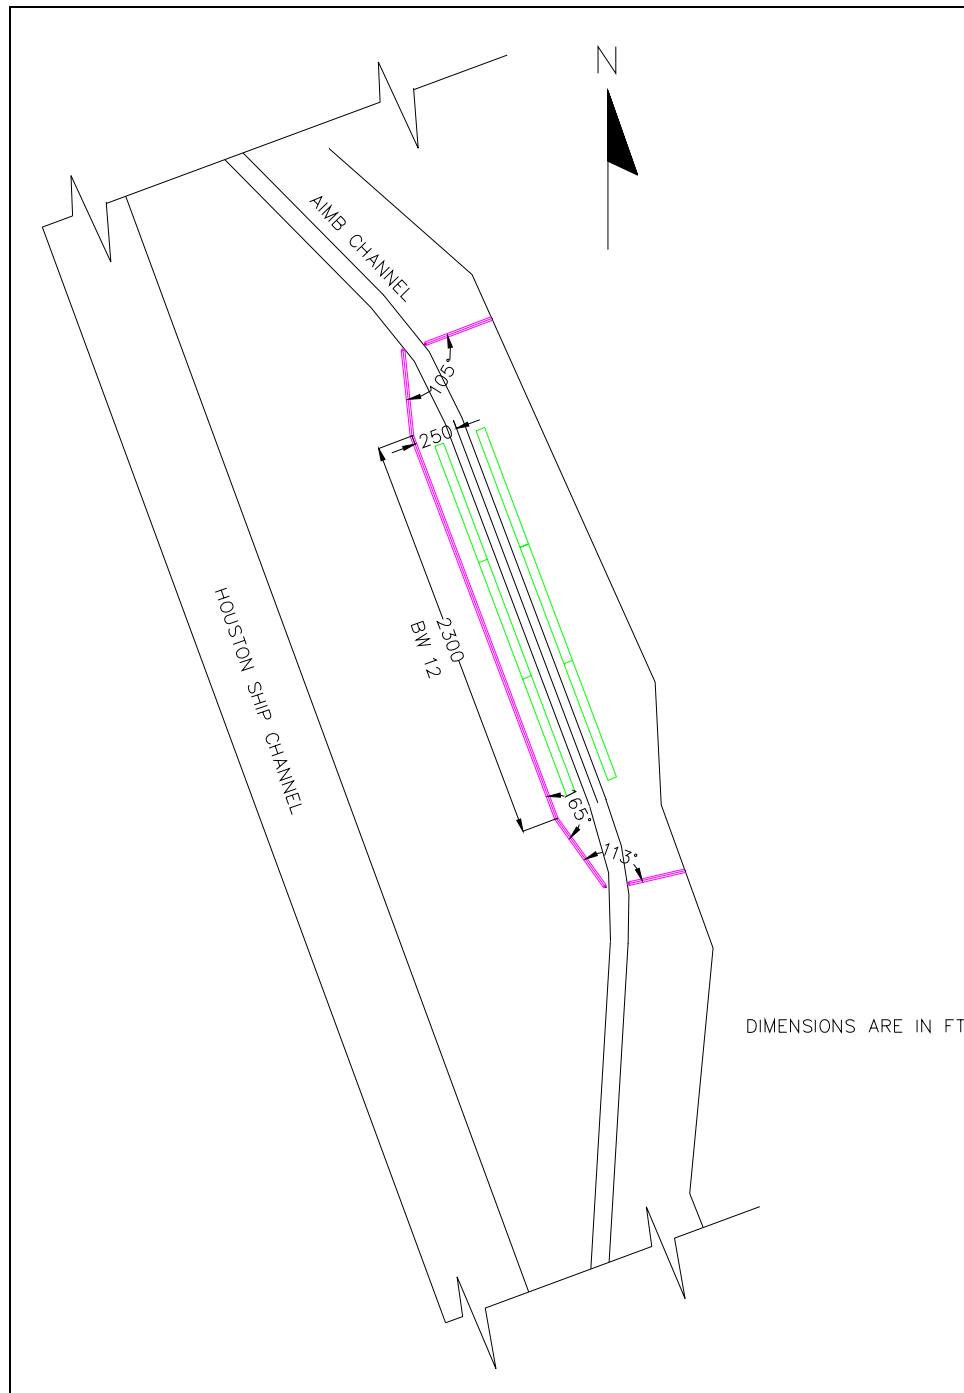 N
AIMB CHANNEL
105°
250
2300
BW 12
HOUSTON SHIP CHANNEL
165°
113°
DIMENSIONS ARE IN FT